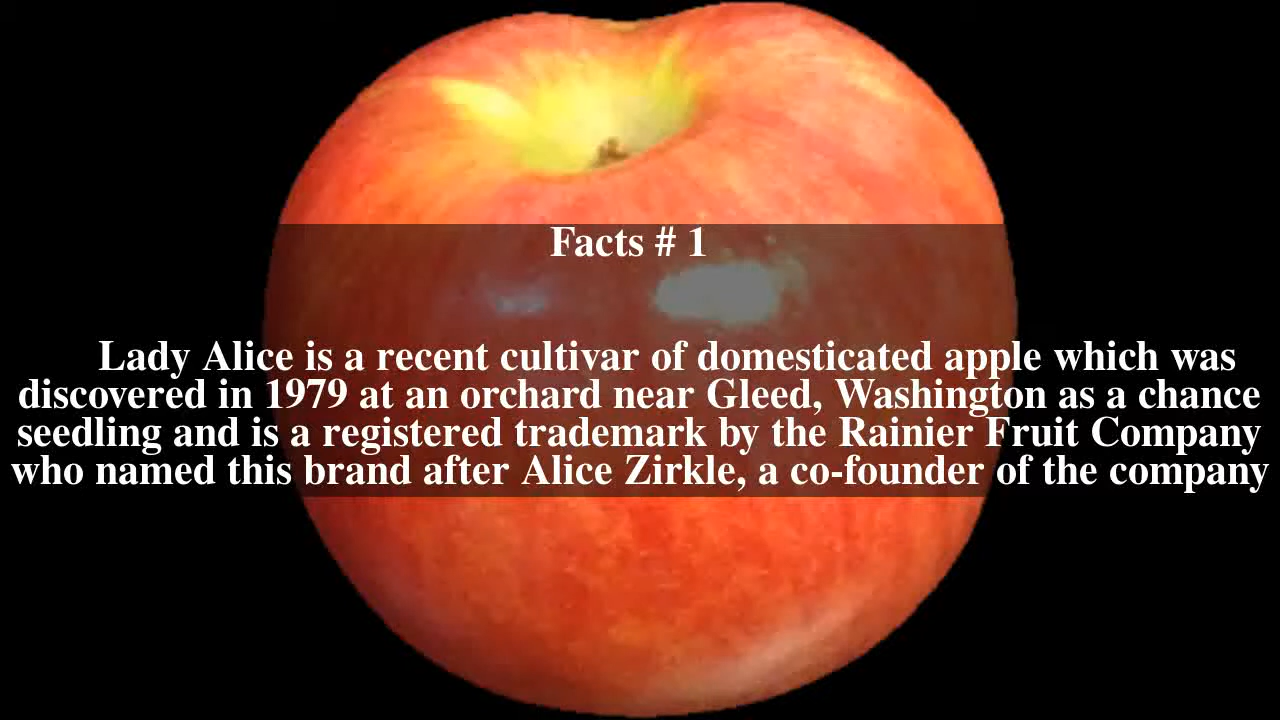 Facts # 1
Lady Alice is a recent cultivar of domesticated apple which was
discovered in 1979 at an orchard near Gleed, Washington as a chance
seedling and is a registered trademark by the Rainier Fruit Company
who named this brand after Alice Zirkle, a co-founder of the company